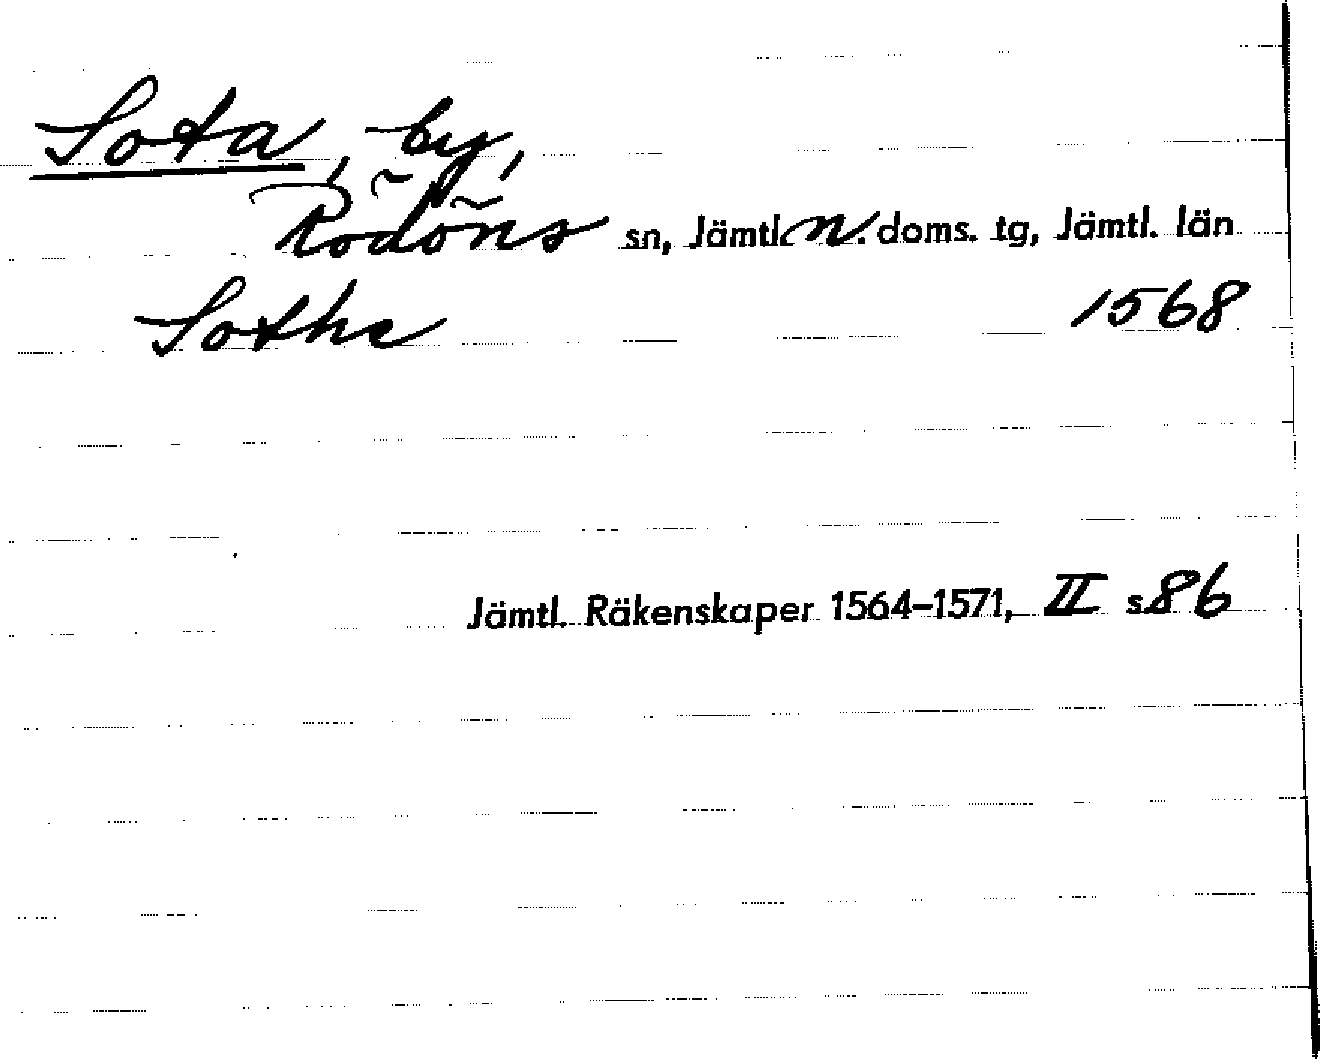 Sota, by,
Rödöns sn, Jämtl. n. doms. tg, Jämtl. län
Sothe 1568
Jämtl. Räkenskaper 1564-1571, II s 86